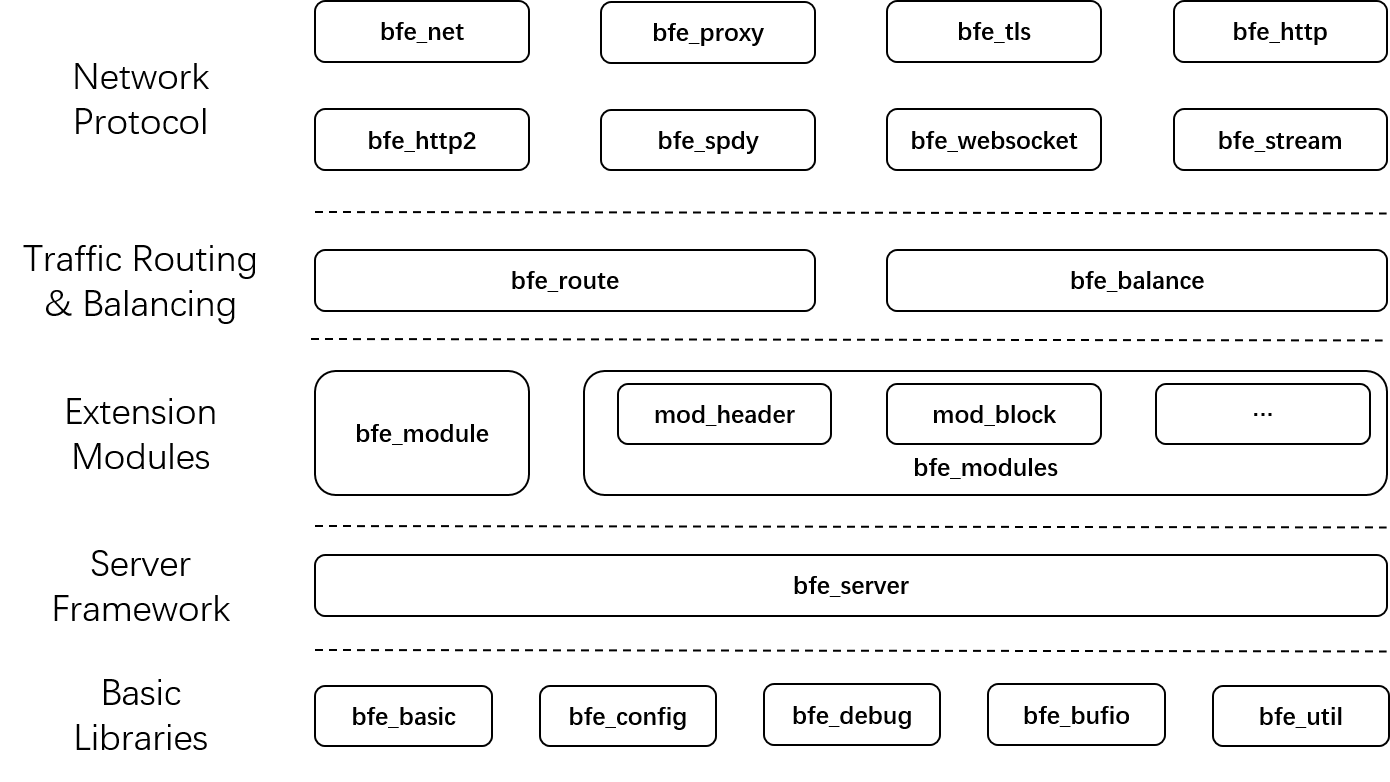 Network
Protocol
bfe_net
bfe_proxy
bfe_tls
bfe_http
bfe_http2
bfe_spdy
bfe_websocket
bfe_stream
Traffic Routing
& Balancing
bfe_route
bfe_balance
Extension
Modules
bfe_module
mod_header
mod_block
...
bfe_modules
Server
Framework
bfe_server
Basic
Libraries
bfe_basic
bfe_config
bfe_debug
bfe_bufio
bfe_util